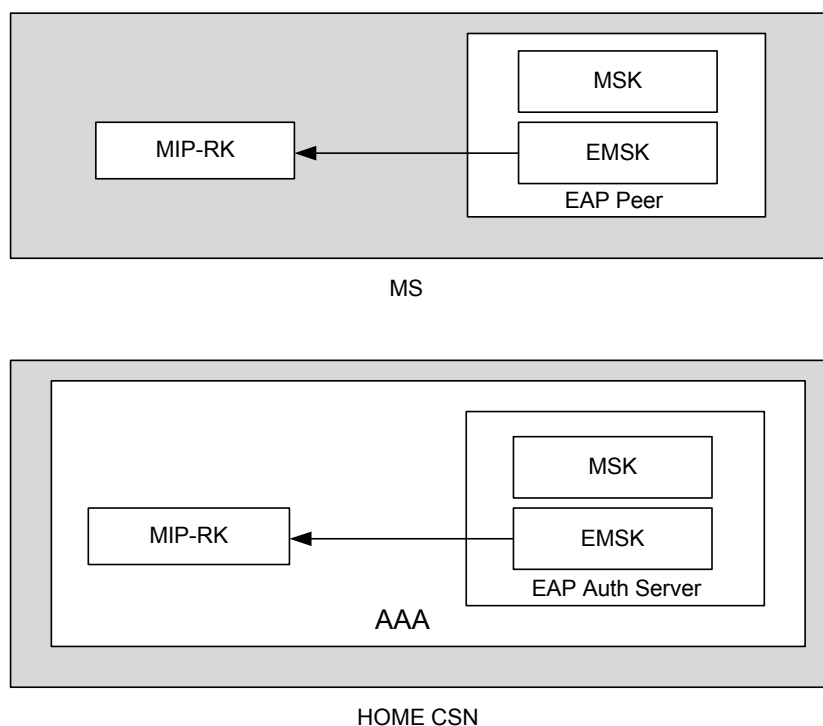 MSK
MIP-RK
EMSK
EAP Peer
MS
MSK
MIP-RK
EMSK
EAP Auth Server
AAA
HOME CSN